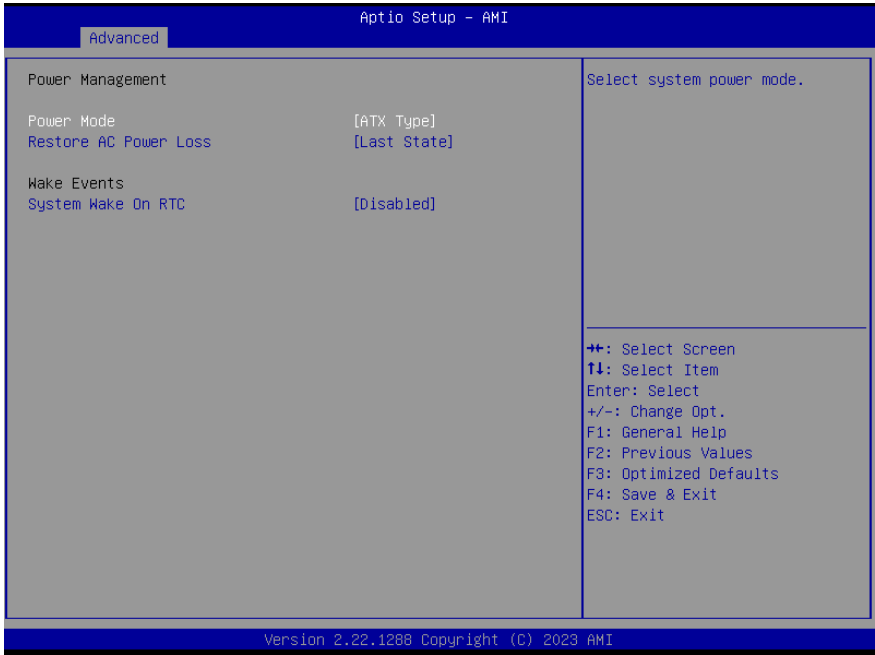 Aptio Setup – AMI
Advanced
Power Management
Power Mode [ATX Type]
Restore AC Power Loss [Last State]
Wake Events
System Wake On RTC [Disabled]
Select system power mode.
→←: Select Screen
↑↓: Select Item
Enter: Select
+/-: Change Opt.
F1: General Help
F2: Previous Values
F3: Optimized Defaults
F4: Save & Exit
ESC: Exit
Version 2.22.1288 Copyright (C) 2023 AMI